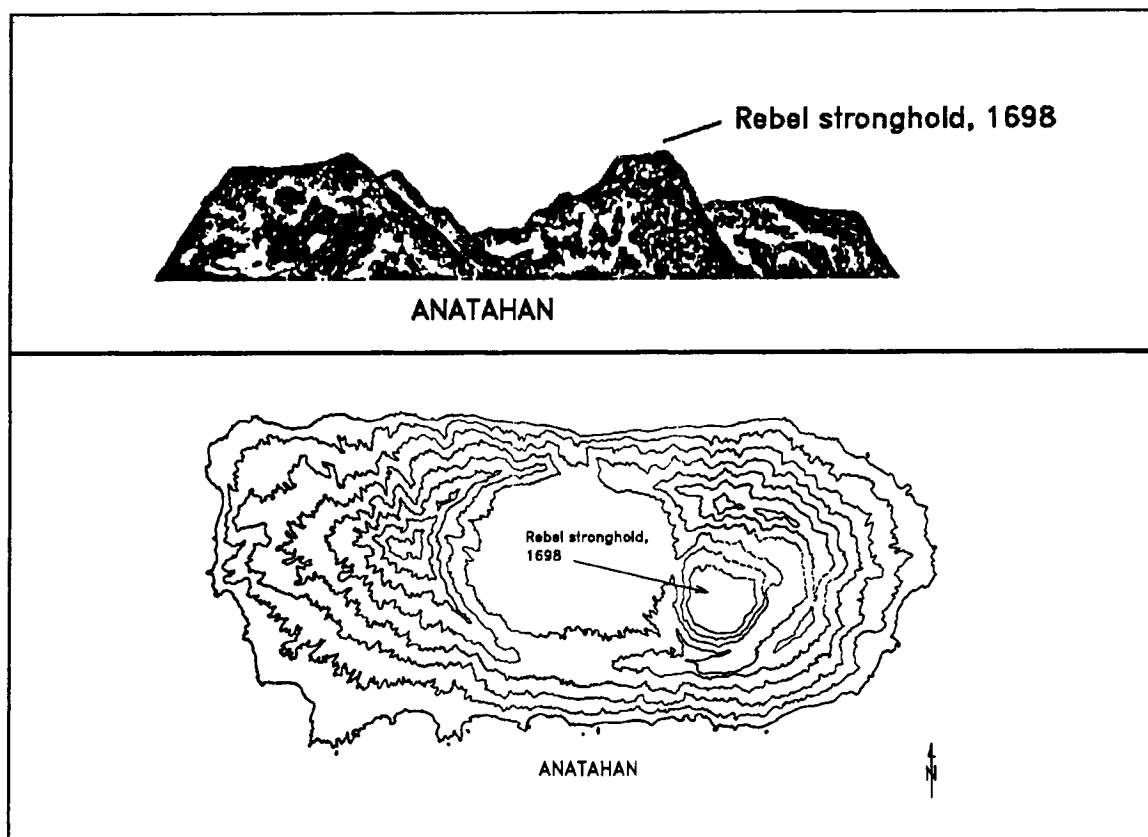 Rebel stronghold, 1698
ANATAHAN
Rebel stronghold,
1698
ANATAHAN
N